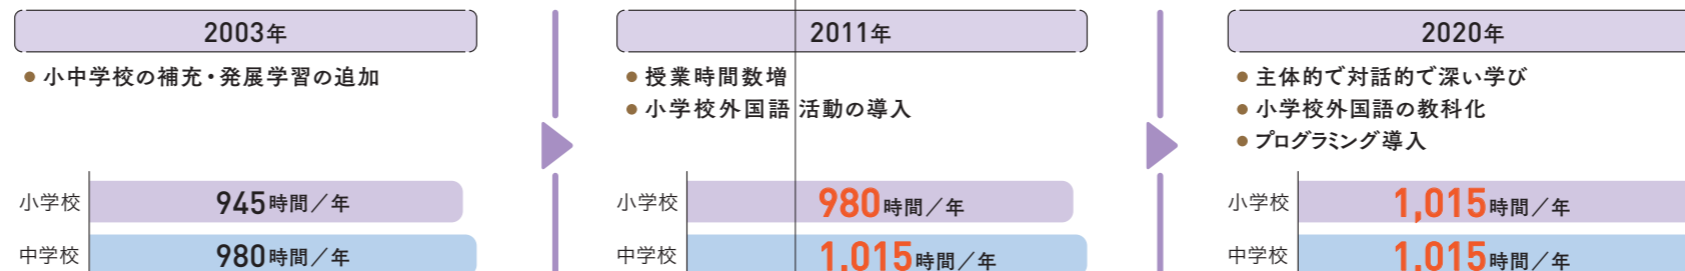 2003年
● 小中学校の補充・発展学習の追加
小学校 945時間／年
中学校 980時間／年
2011年
● 授業時間数増
● 小学校外国語活動の導入
小学校 980時間／年
中学校 1,015時間／年
2020年
● 主体的で対話的で深い学び
● 小学校外国語の教科化
● プログラミング導入
小学校 1,015時間／年
中学校 1,015時間／年